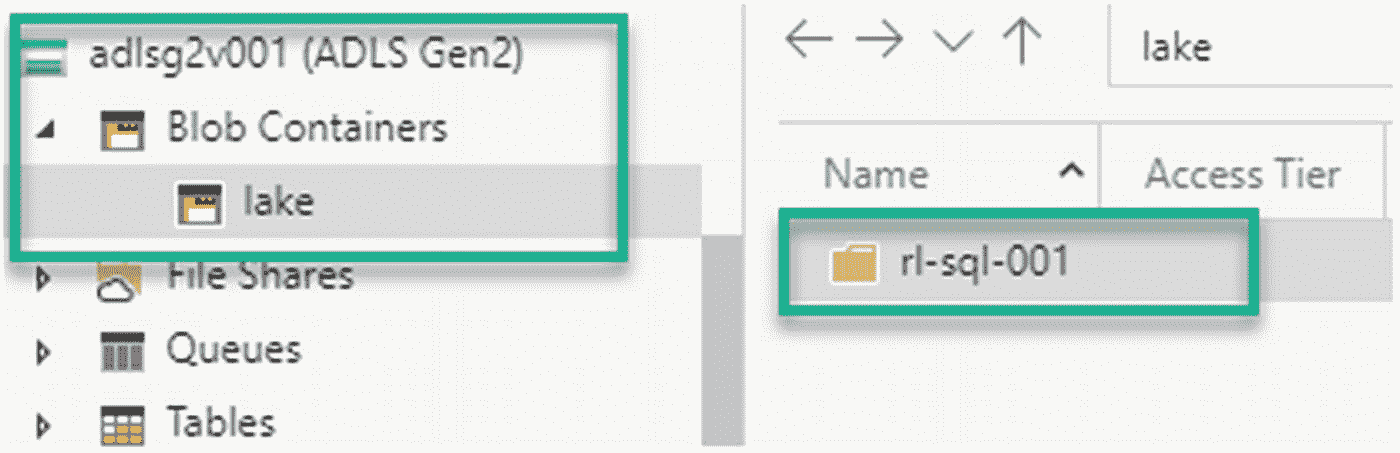 adlsg2v001 (ADLS Gen2)
Blob Containers
lake
File Shares
Queues
Tables
lake
Name
Access Tier
rl-sql-001